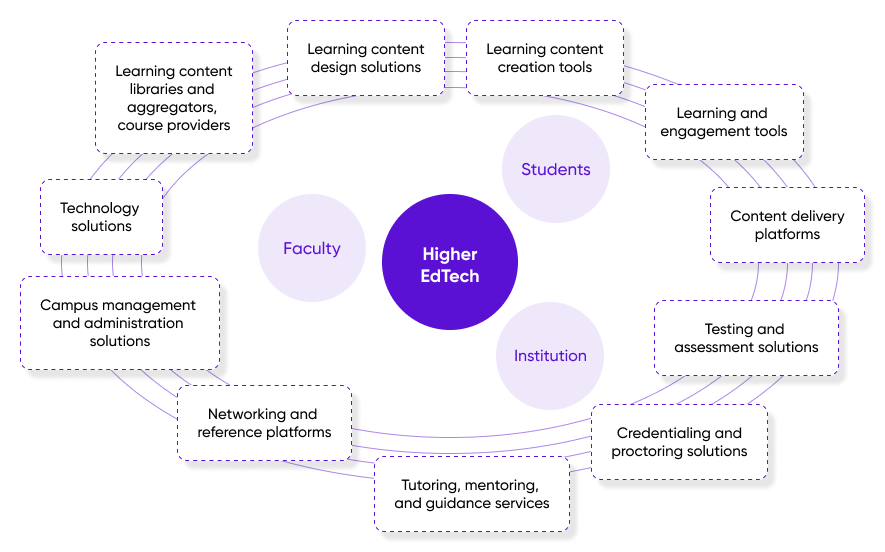 Learning content
design solutions
Learning content
creation tools
Learning content
libraries and
aggregators,
course providers
Learning and
engagement tools
Students
Technology
solutions
Content delivery
platforms
Faculty
Higher
EdTech
Campus management
and administration
solutions
Testing and
assessment solutions
Institution
Networking and
reference platforms
Credentialing and
proctoring solutions
Tutoring, mentoring,
and guidance services